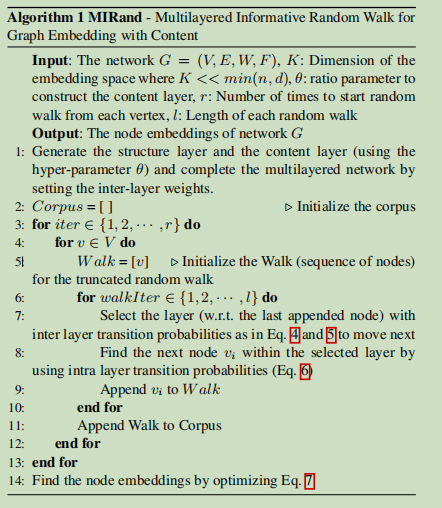 Algorithm 1 MIRand - Multilayered Informative Random Walk for
Graph Embedding with Content
Input: The network G = (V, E, W, F), K: Dimension of the
embedding space where K << min(n, d), θ: ratio parameter to
construct the content layer, r: Number of times to start random
walk from each vertex, l: Length of each random walk
Output: The node embeddings of network G
1: Generate the structure layer and the content layer (using the
hyper-parameter θ) and complete the multilayered network by
setting the inter-layer weights.
2: Corpus = [ ] ▷ Initialize the corpus
3: for iter ∈ {1, 2, · · · , r} do
4: for v ∈ V do
5: Walk = [v] ▷ Initialize the Walk (sequence of nodes)
for the truncated random walk
6: for walkIter ∈ {1, 2, · · · , l} do
7: Select the layer (w.r.t. the last appended node) with
inter layer transition probabilities as in Eq. 4 and 5 to move next
8: Find the next node vᵢ within the selected layer by
using intra layer transition probabilities (Eq. 6)
9: Append vᵢ to Walk
10: end for
11: Append Walk to Corpus
12: end for
13: end for
14: Find the node embeddings by optimizing Eq. 7